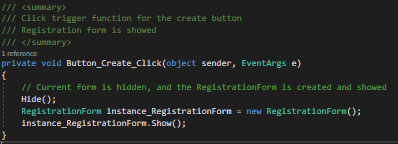 /// <summary>
/// Click trigger function for the create button
/// Registration form is showed
/// </summary>
1 reference
private void Button_Create_Click(object sender, EventArgs e)
{
// Current form is hidden, and the RegistrationForm is created and showed
Hide();
RegistrationForm instance_RegistrationForm = new RegistrationForm();
instance_RegistrationForm.Show();
}